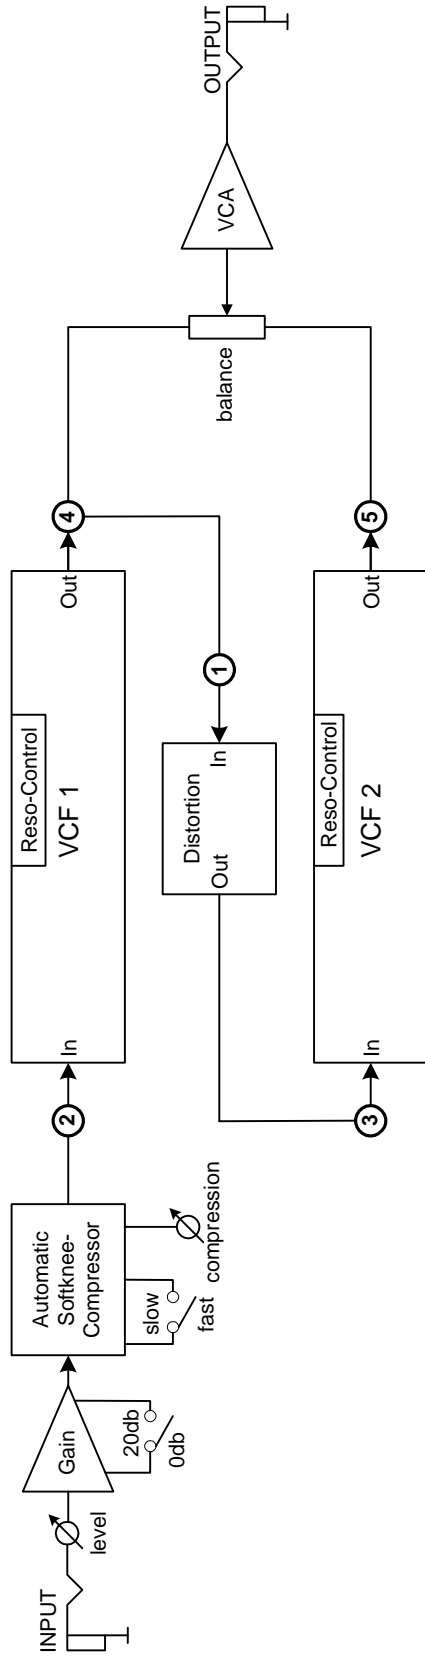 INPUT
level
Gain
20db
0db
Automatic
Softknee-
Compressor
slow
fast
compression
2
In
Reso-Control
VCF 1
Out
4
1
In
Distortion
Out
3
In
Reso-Control
VCF 2
Out
5
balance
VCA
OUTPUT